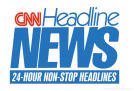 CNN Headline
NEWS
24-HOUR NON-STOP HEADLINES